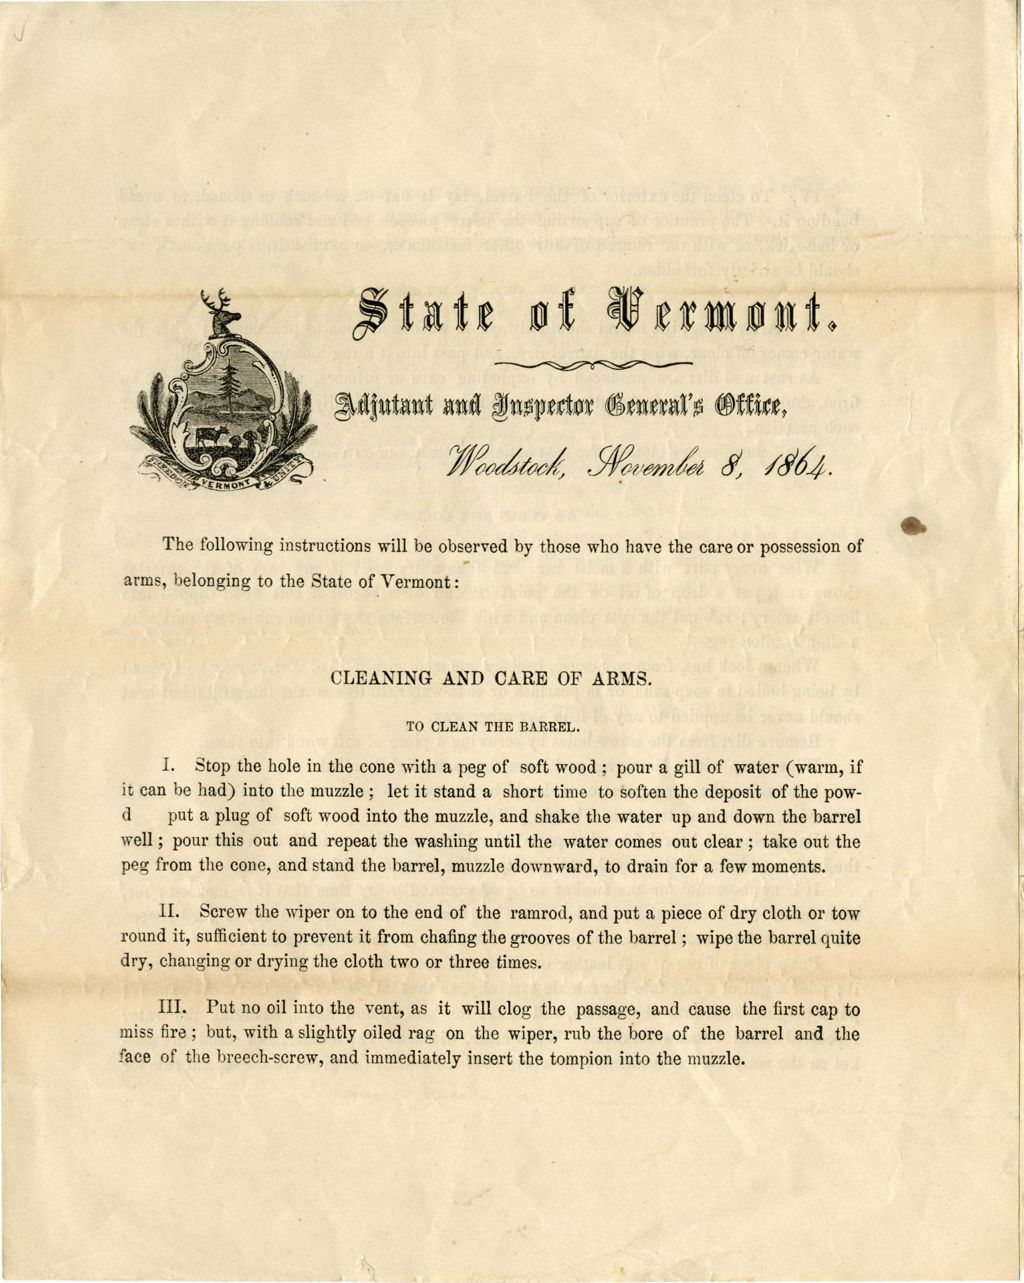 State of Vermont.
Adjutant and Inspector General's Office,
FREEDOM VERMONT UNITY
Woodstock, November 8, 1864.
The following instructions will be observed by those who have the care or possession of
arms, belonging to the State of Vermont:
CLEANING AND CARE OF ARMS.
TO CLEAN THE BARREL.
I. Stop the hole in the cone with a peg of soft wood; pour a gill of water (warm, if
it can be had) into the muzzle; let it stand a short time to soften the deposit of the pow-
d put a plug of soft wood into the muzzle, and shake the water up and down the barrel
well; pour this out and repeat the washing until the water comes out clear; take out the
peg from the cone, and stand the barrel, muzzle downward, to drain for a few moments.
II. Screw the wiper on to the end of the ramrod, and put a piece of dry cloth or tow
round it, sufficient to prevent it from chafing the grooves of the barrel; wipe the barrel quite
dry, changing or drying the cloth two or three times.
III. Put no oil into the vent, as it will clog the passage, and cause the first cap to
miss fire; but, with a slightly oiled rag on the wiper, rub the bore of the barrel and the
face of the breech-screw, and immediately insert the tompion into the muzzle.